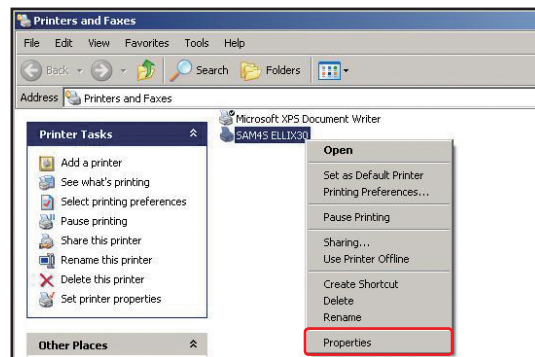 Printers and Faxes
File Edit View Favorites Tools Help
Back Search Folders
Address Printers and Faxes
Printer Tasks
Add a printer
See what's printing
Select printing preferences
Pause printing
Share this printer
Rename this printer
Delete this printer
Set printer properties
Other Places
Microsoft XPS Document Writer
SAM4S ELLIX30
Open
Set as Default Printer
Printing Preferences...
Pause Printing
Sharing...
Use Printer Offline
Create Shortcut
Delete
Rename
Properties